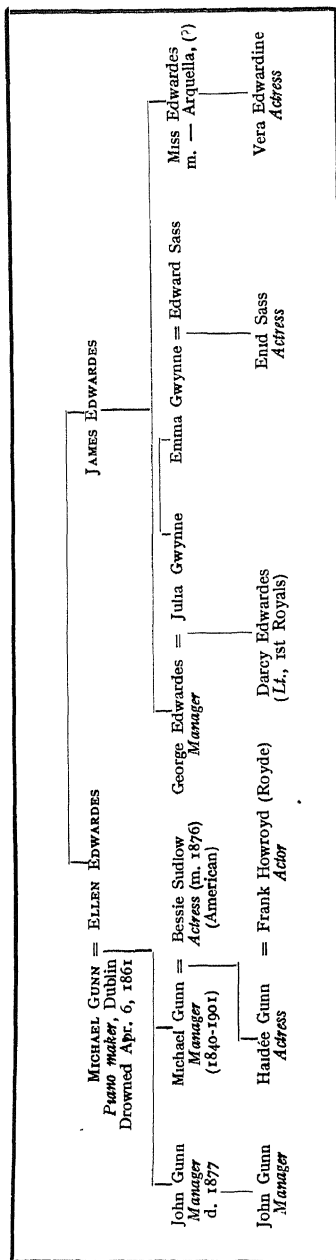 MICHAEL GUNN = ELLEN EDWARDES
Piano maker, Dublin
Drowned Apr. 6, 1861
JAMES EDWARDES
John Gunn
Manager
d. 1877
Michael Gunn = Bessie Sudlow
Manager
(1840-1901)
Actress (m. 1876)
(American)
George Edwardes = Julia Gwynne
Manager
Emma Gwynne = Edward Sass
Miss Edwardes
m. — Arquella, (?)
John Gunn
Manager
Haidée Gunn = Frank Howroyd (Royde)
Actress
Actor
Darcy Edwardes
(Lt., 1st Royals)
Enid Sass
Actress
Vera Edwardine
Actress